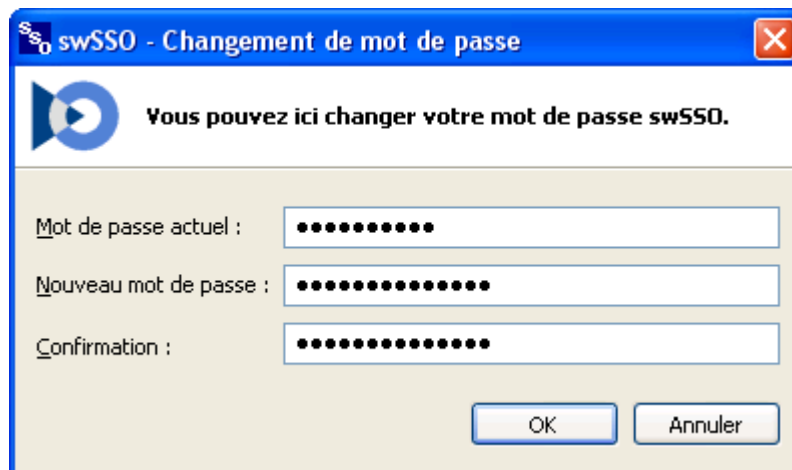 sso swSSO - Changement de mot de passe
Vous pouvez ici changer votre mot de passe swSSO.
Mot de passe actuel : ●●●●●●●●●●
Nouveau mot de passe : ●●●●●●●●●●●●●●
Confirmation : ●●●●●●●●●●●●●●
OK Annuler